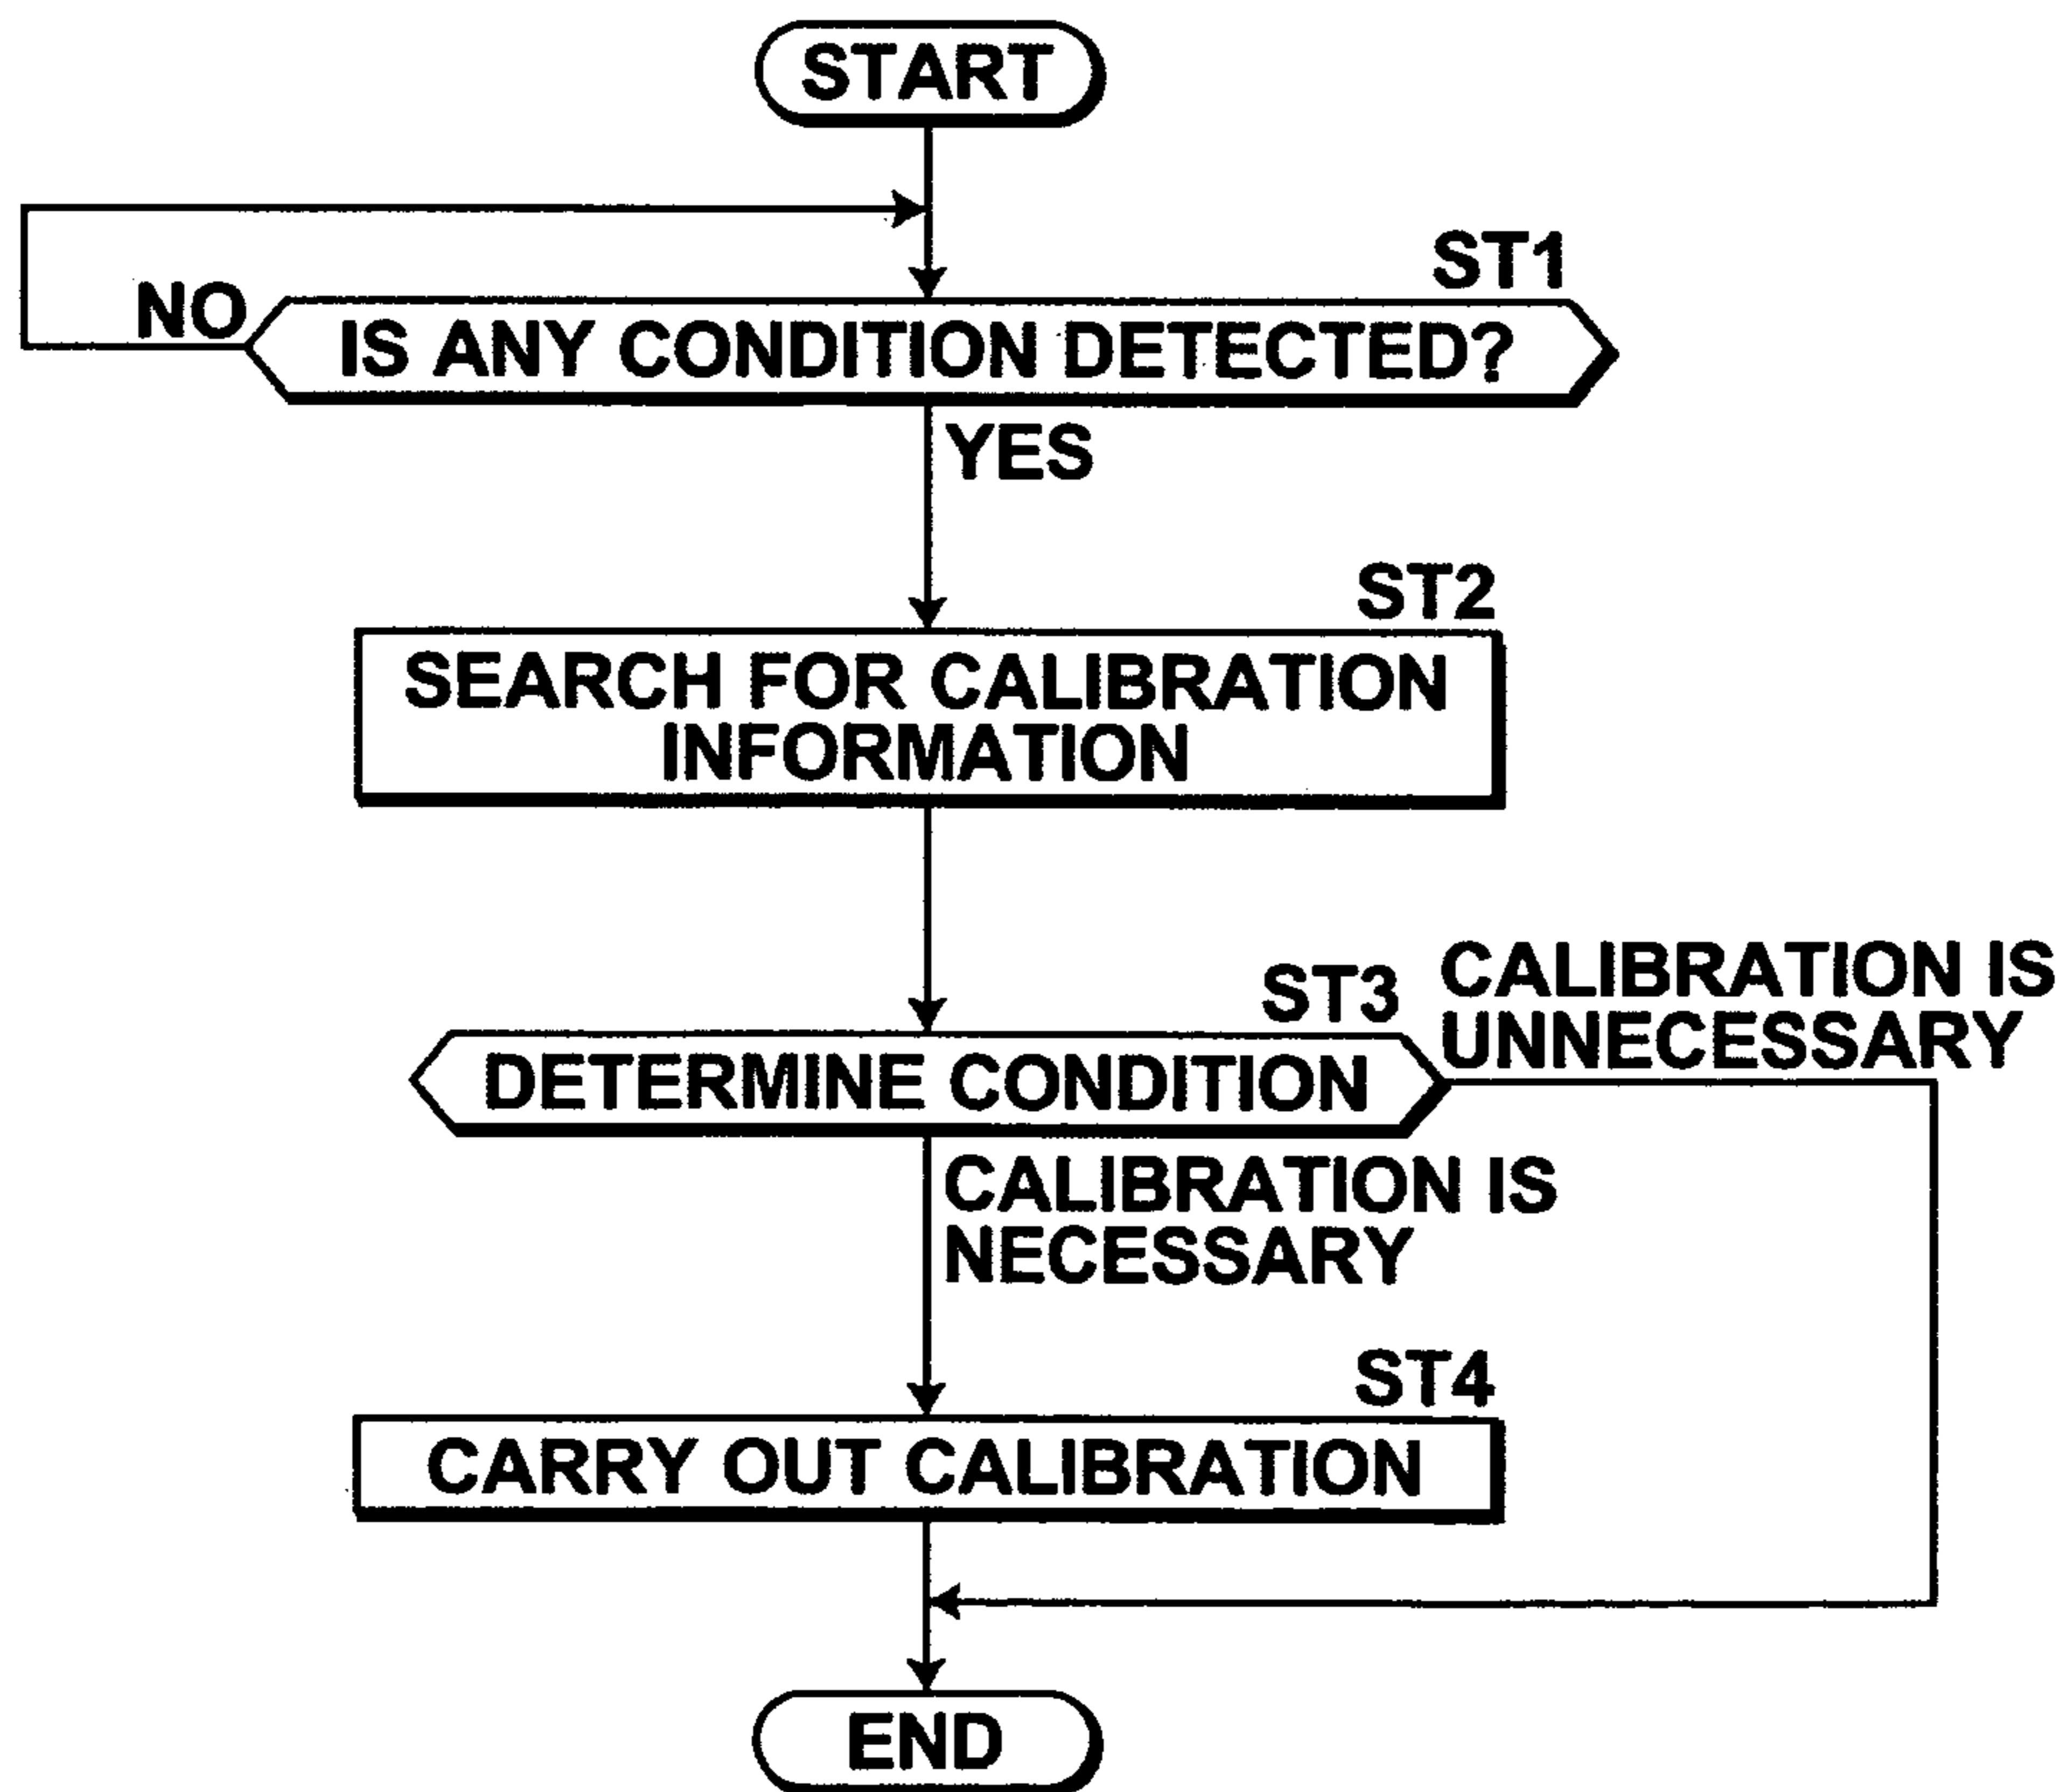 START
ST1
NO
IS ANY CONDITION DETECTED?
YES
ST2
SEARCH FOR CALIBRATION
INFORMATION
ST3
CALIBRATION IS
UNNECESSARY
DETERMINE CONDITION
CALIBRATION IS
NECESSARY
ST4
CARRY OUT CALIBRATION
END